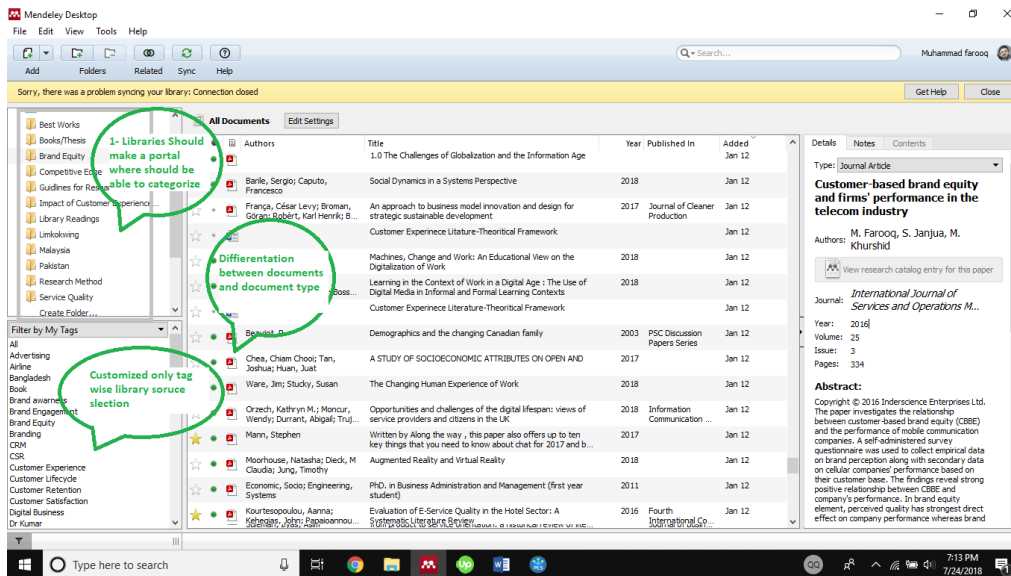 Mendeley Desktop
File Edit View Tools Help
Search...
Muhammad farooq
Add Folders Related Sync Help
Sorry, there was a problem syncing your library: Connection closed
Get Help Close
Best Works
Books/Thesis
Brand Equity
Competitive Edge
Guidlines for Resear
Impact of Customer Experience...
Library Readings
Limkokwing
Malaysia
Pakistan
Research Method
Service Quality
Create Folder...
1- Libraries Should
make a portal
where should be
able to categorize
Filter by My Tags
All
Advertising
Airline
Bangladesh
Book
Brand awarness
Brand Engagement
Brand Equity
Branding
CRM
CSR
Customer Experience
Customer Lifecycle
Customer Retention
Customer Satisfaction
Digital Business
Dr Kumar
Customized only tag
wise library soruce
slection
All Documents Edit Settings
Authors Title Year Published In Added
1.0 The Challenges of Globalization and the Information Age Jan 12
Barile, Sergio; Caputo, Social Dynamics in a Systems Perspective 2018 Jan 12
Francesco
França, César Levy; Broman, An approach to business model innovation and design for 2017 Journal of Cleaner Jan 12
Göran; Robèrt, Karl Henrik; B... strategic sustainable development Production
Customer Experinece Litature-Theoritical Framework Jan 12
Machines, Change and Work: An Educational View on the 2018 Jan 12
Digitalization of Work
Learning in the Context of Work in a Digital Age : The Use of 2018 Jan 12
Boss... Digital Media in Informal and Formal Learning Contexts
Customer Experinece Literature-Theoritical Framework Jan 12
Differentation
between documents
and document type
Demographics and the changing Canadian family 2003 PSC Discussion Jan 12
Papers Series
Chea, Chiam Chooi; Tan, A STUDY OF SOCIOECONOMIC ATTRIBUTES ON OPEN AND 2017 Jan 12
Joshua; Huan, Juat
Ware, Jim; Stucky, Susan The Changing Human Experience of Work 2018 Jan 12
Orzech, Kathryn M.; Moncur, Opportunities and challenges of the digital lifespan: views of 2018 Information Jan 12
Wendy; Durrant, Abigail; Truj... service providers and citizens in the UK Communication ...
Mann, Stephen Written by Along the way , this paper also offers up to ten 2017 Jan 12
key things that you need to know about chat for 2017 and b...
Moorhouse, Natasha; Dieck, M Augmented Reality and Virtual Reality 2018 Jan 12
Claudia; Jung, Timothy
Economic, Socio; Engineering, PhD. in Business Administration and Management (first year 2011 Jan 12
Systems student)
Kourtesopoulou, Aanna; Evaluation of E-Service Quality in the Hotel Sector: A 2016 Fourth Jan 12
Kehegias, John; Papaioannou... Systematic Literature Review International Co...
Details Notes Contents
Type: Journal Article
Customer-based brand equity
and firms' performance in the
telecom industry
Authors: M. Farooq, S. Janjua, M.
Khurshid
View research catalog entry for this paper
Journal: International Journal of
Services and Operations M...
Year: 2016
Volume: 25
Issue: 3
Pages: 334
Abstract:
Copyright © 2016 Inderscience Enterprises Ltd.
The paper investigates the relationship
between customer-based brand equity (CBBE)
and the performance of mobile communication
companies. A self-administered survey
questionnaire was used to collect empirical data
on brand perception along with secondary data
on cellular companies' performance based on
their customer base. The findings reveal strong
positive relationship between CBBE and
company's performance. In brand equity
element, perceived quality has strongest direct
effect on company performance whereas brand
Type here to search
7:13 PM
7/24/2018